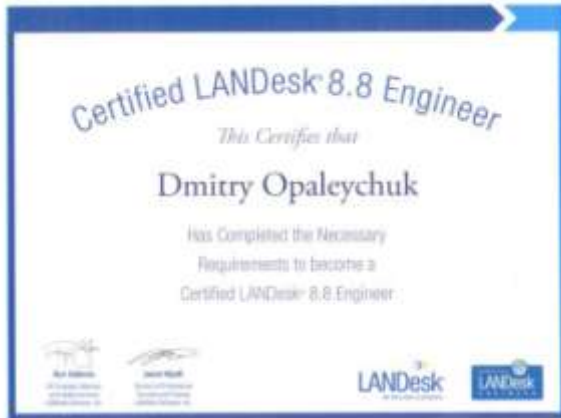 Certified LANDesk® 8.8 Engineer
This Certifies that
Dmitry Opaleychuk
Has Completed the Necessary
Requirements to become a
Certified LANDesk® 8.8 Engineer
LANDesk
LANDesk